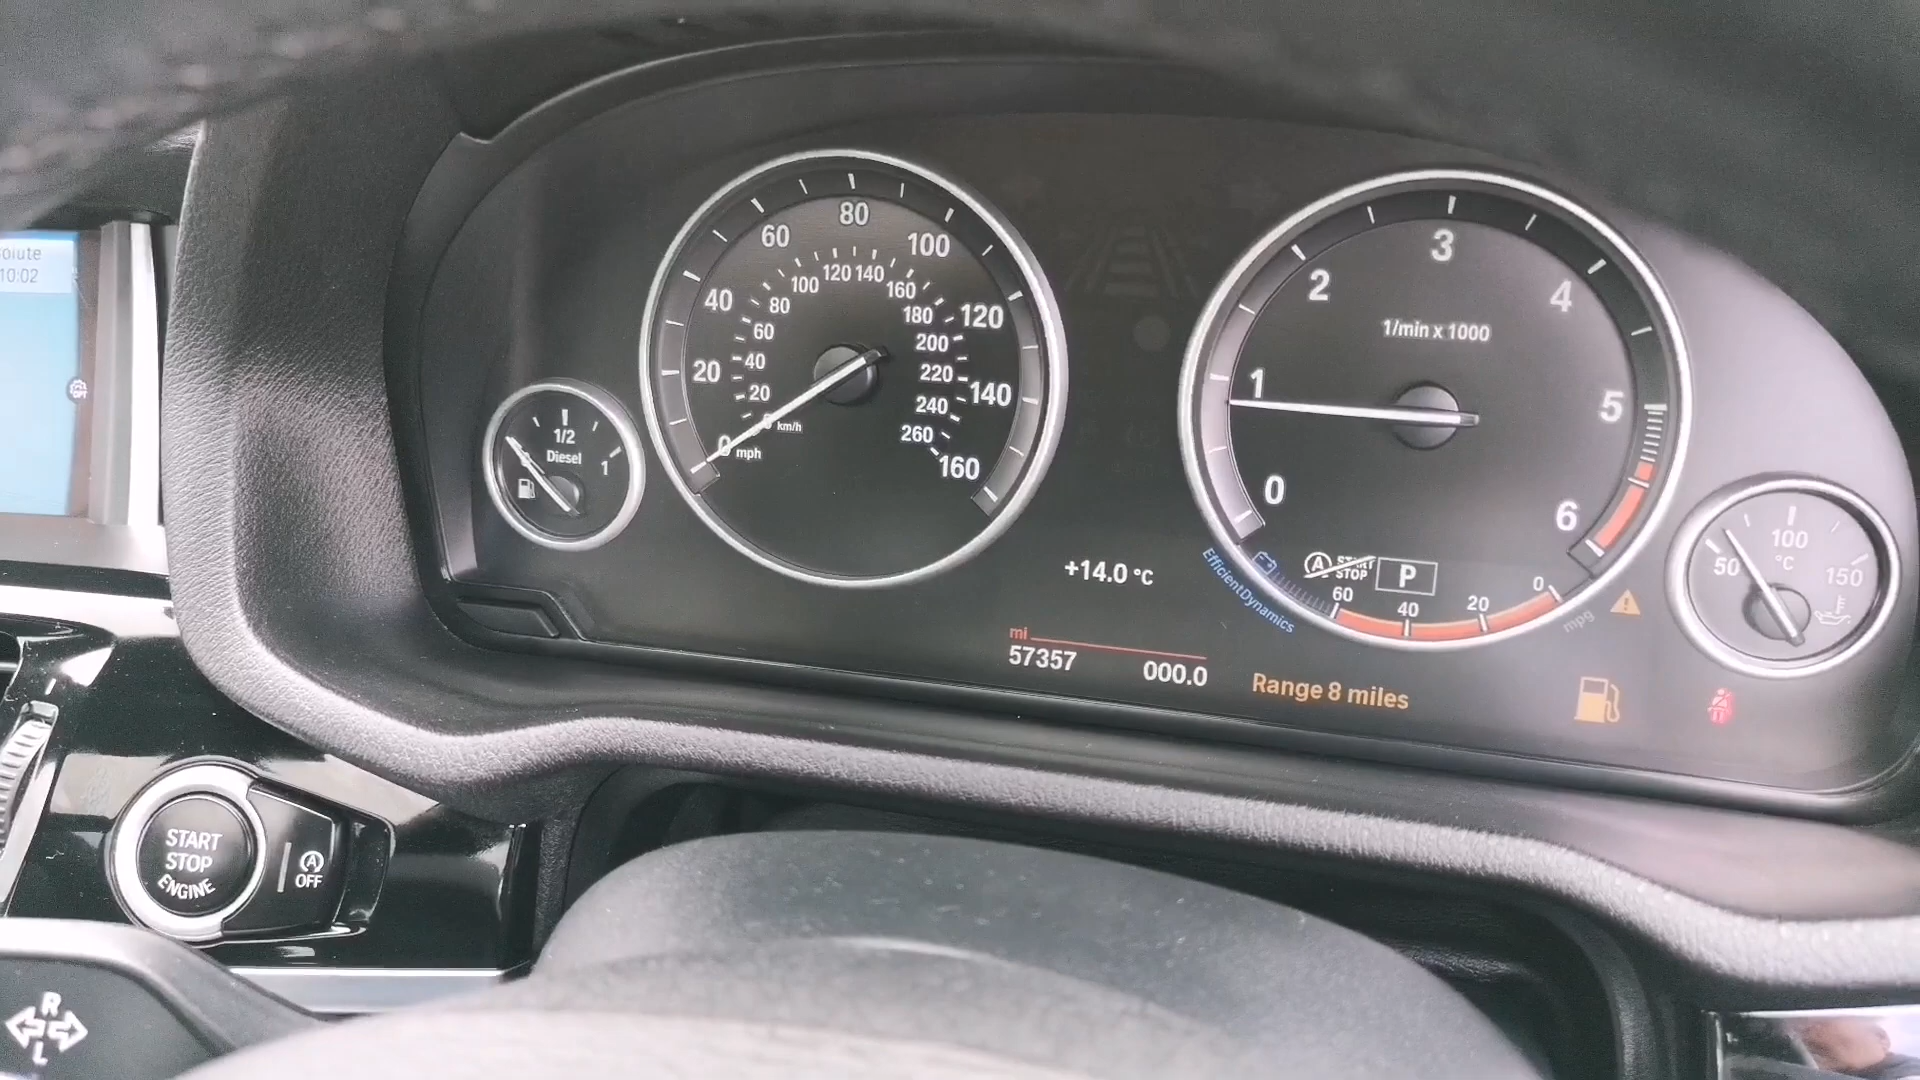 10:02
1/2
Diesel
1
0
20
40
60
80
100
120
140
160
mph
0
20
40
60
80
100
120
140
160
180
200
220
240
260
km/h
0
1
2
3
4
5
6
1/min x 1000
A START
STOP
P
60
40
20
0
mpg
EfficientDynamics
50
100
150
°C
+14.0 °C
mi
57357
000.0
Range 8 miles
START
STOP
ENGINE
A
OFF
R
L